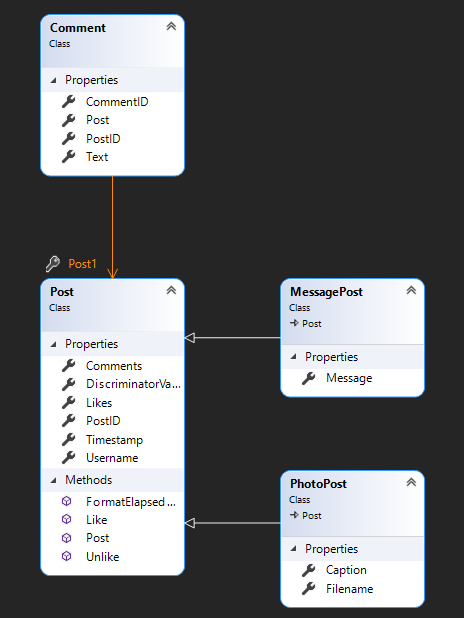 Comment
Class
Properties
CommentID
Post
PostID
Text
Post1
Post
Class
Properties
Comments
DiscriminatorVa...
Likes
PostID
Timestamp
Username
Methods
FormatElapsed...
Like
Post
Unlike
MessagePost
Class
Post
Properties
Message
PhotoPost
Class
Post
Properties
Caption
Filename